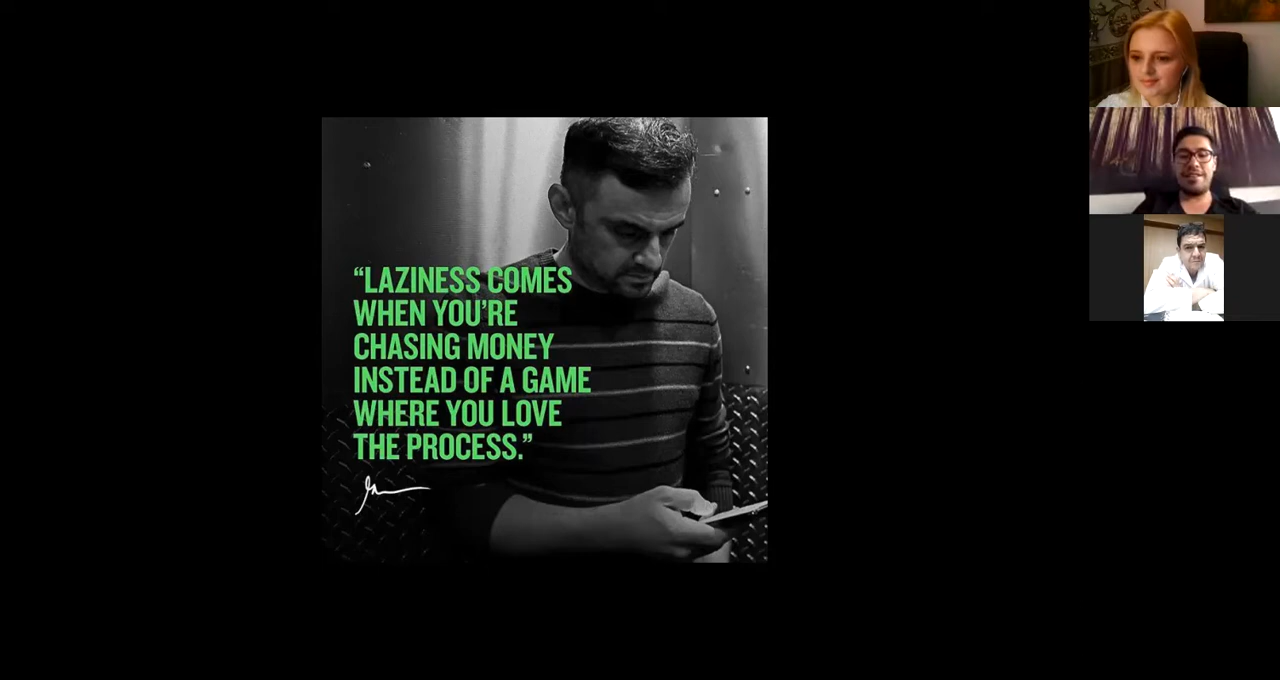 “LAZINESS COMES
WHEN YOU’RE
CHASING MONEY
INSTEAD OF A GAME
WHERE YOU LOVE
THE PROCESS.”